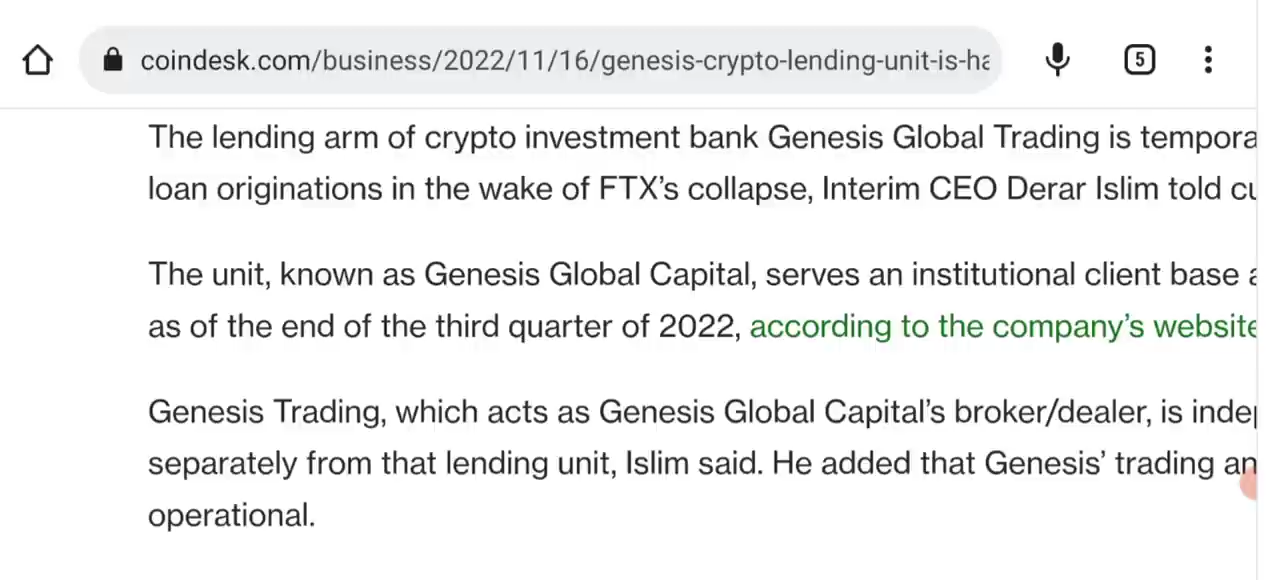 coindesk.com/business/2022/11/16/genesis-crypto-lending-unit-is-ha
5
The lending arm of crypto investment bank Genesis Global Trading is tempora
loan originations in the wake of FTX’s collapse, Interim CEO Derar Islim told cu
The unit, known as Genesis Global Capital, serves an institutional client base a
as of the end of the third quarter of 2022, according to the company’s website
Genesis Trading, which acts as Genesis Global Capital’s broker/dealer, is indep
separately from that lending unit, Islim said. He added that Genesis’ trading an
operational.